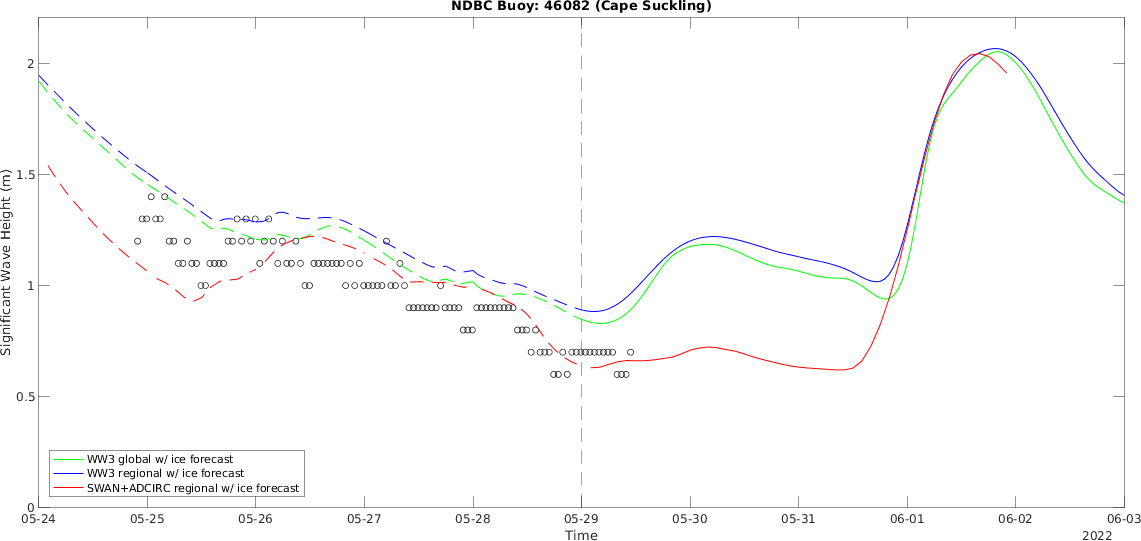 NDBC Buoy: 46082 (Cape Suckling)
Significant Wave Height (m)
2
1.5
1
0.5
0
WW3 global w/ ice forecast
WW3 regional w/ ice forecast
SWAN+ADCIRC regional w/ ice forecast
05-24 05-25 05-26 05-27 05-28 05-29 05-30 05-31 06-01 06-02 06-03
Time
2022